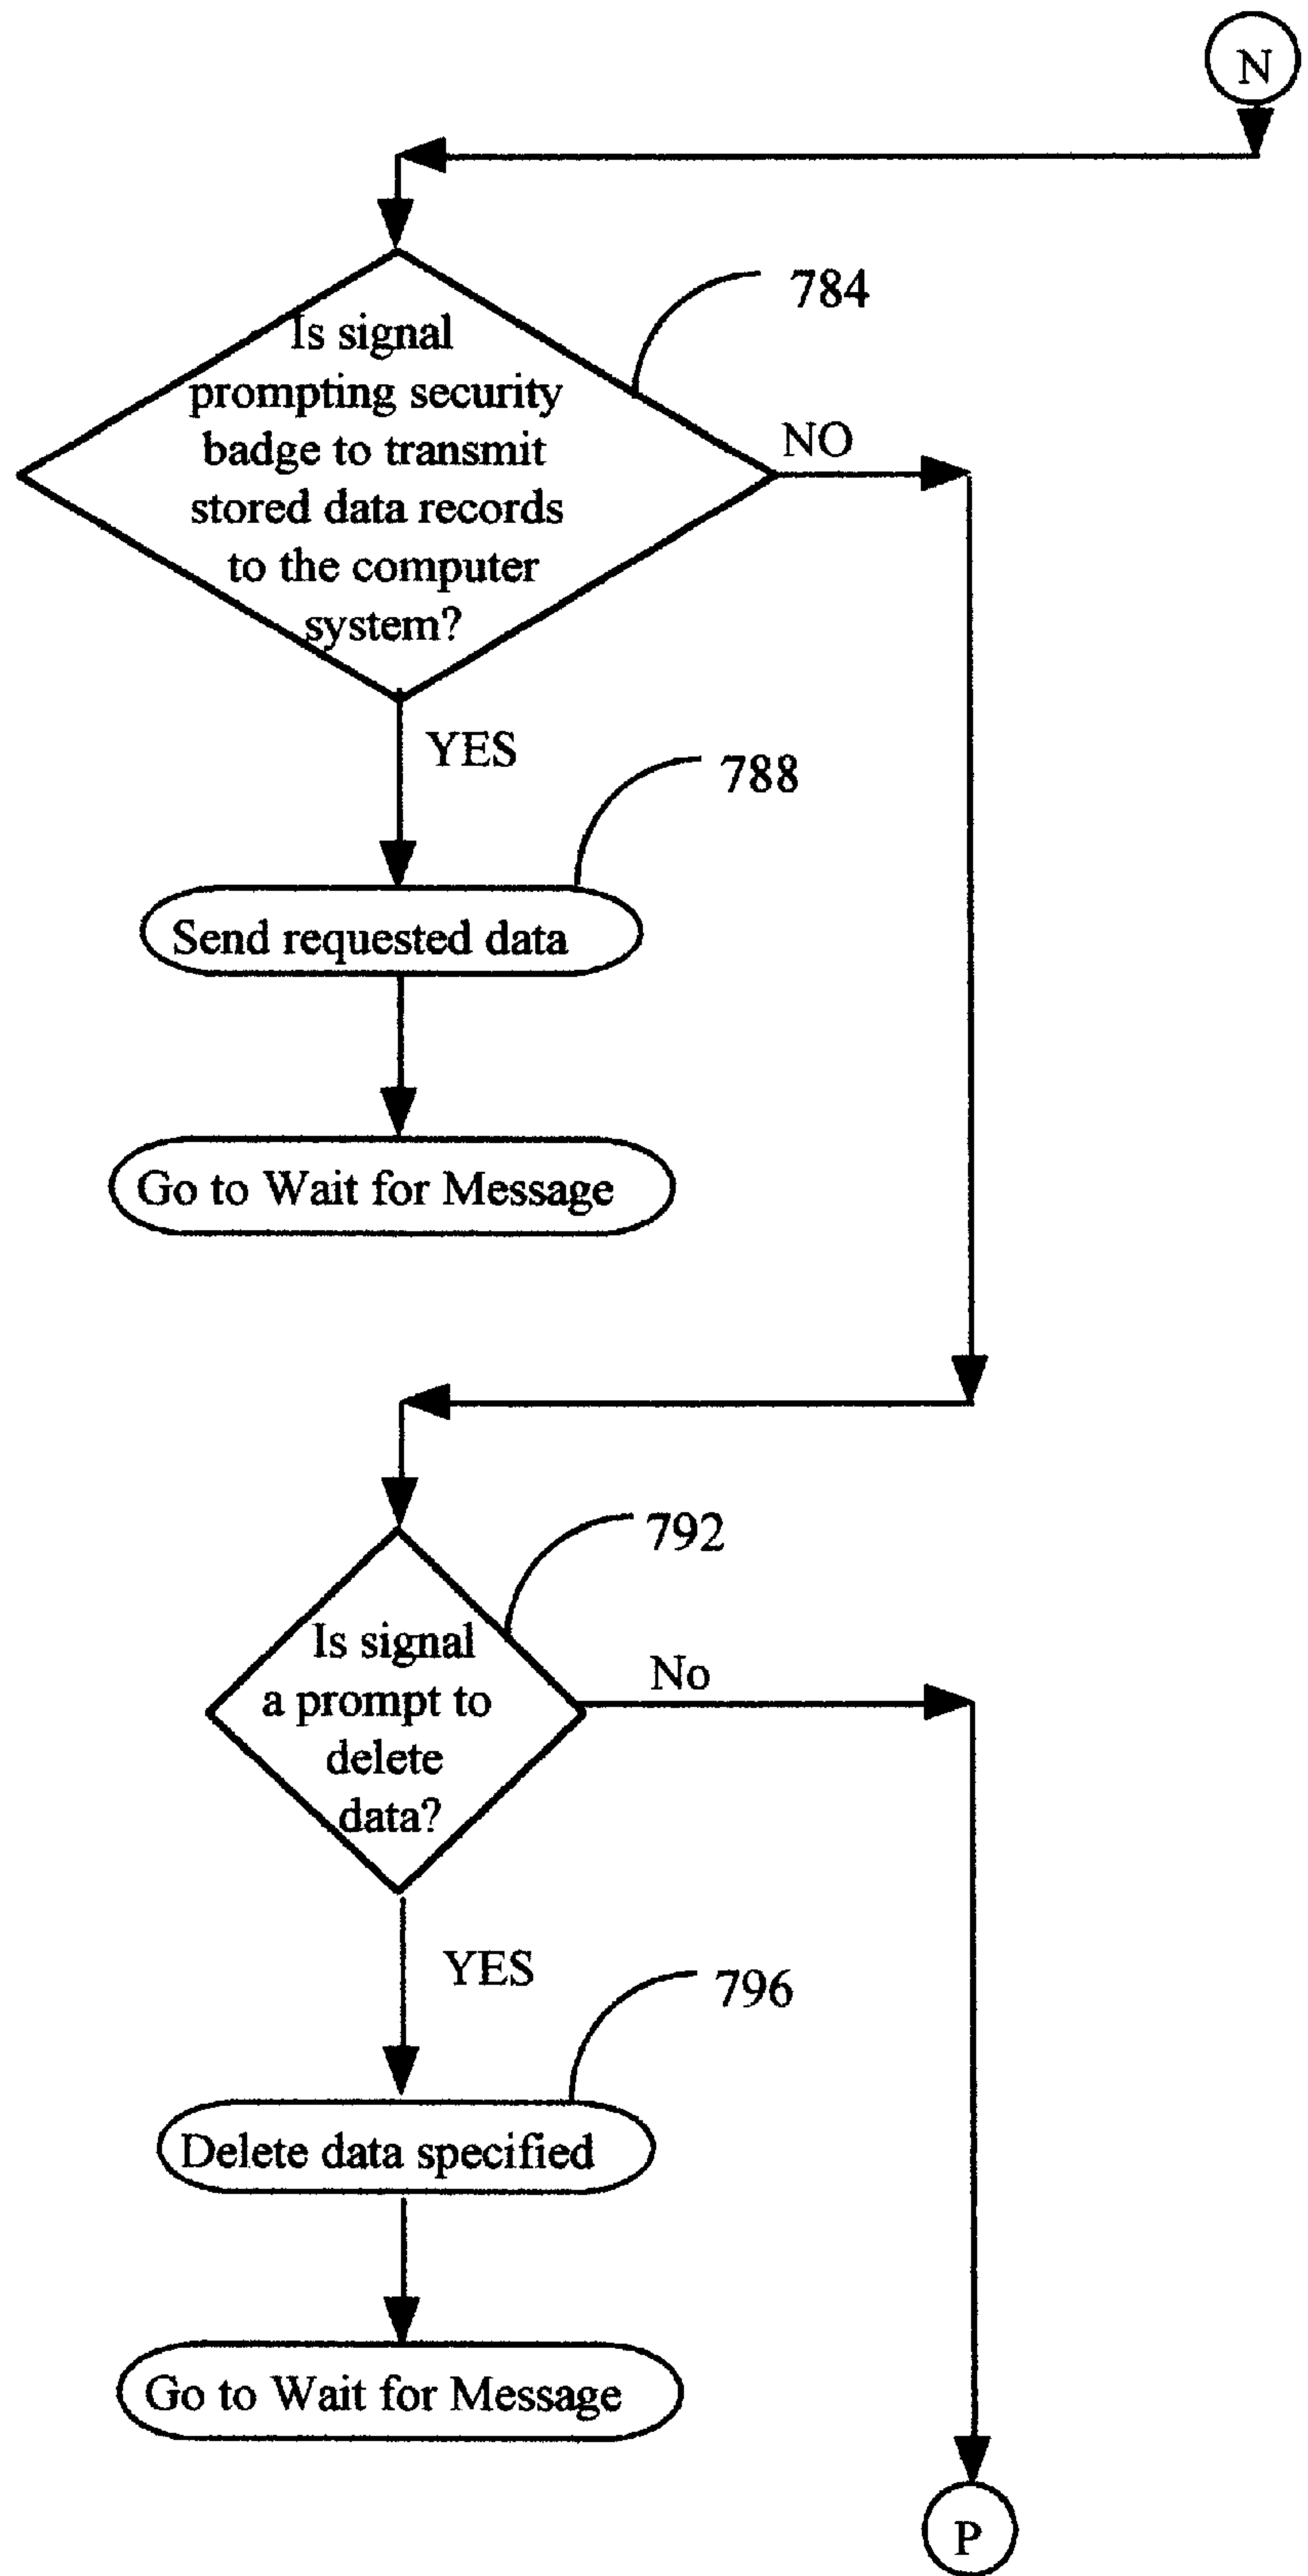 N
784
Is signal
prompting security
badge to transmit
stored data records
to the computer
system?
NO
YES
788
Send requested data
Go to Wait for Message
792
Is signal
a prompt to
delete
data?
No
YES
796
Delete data specified
Go to Wait for Message
P